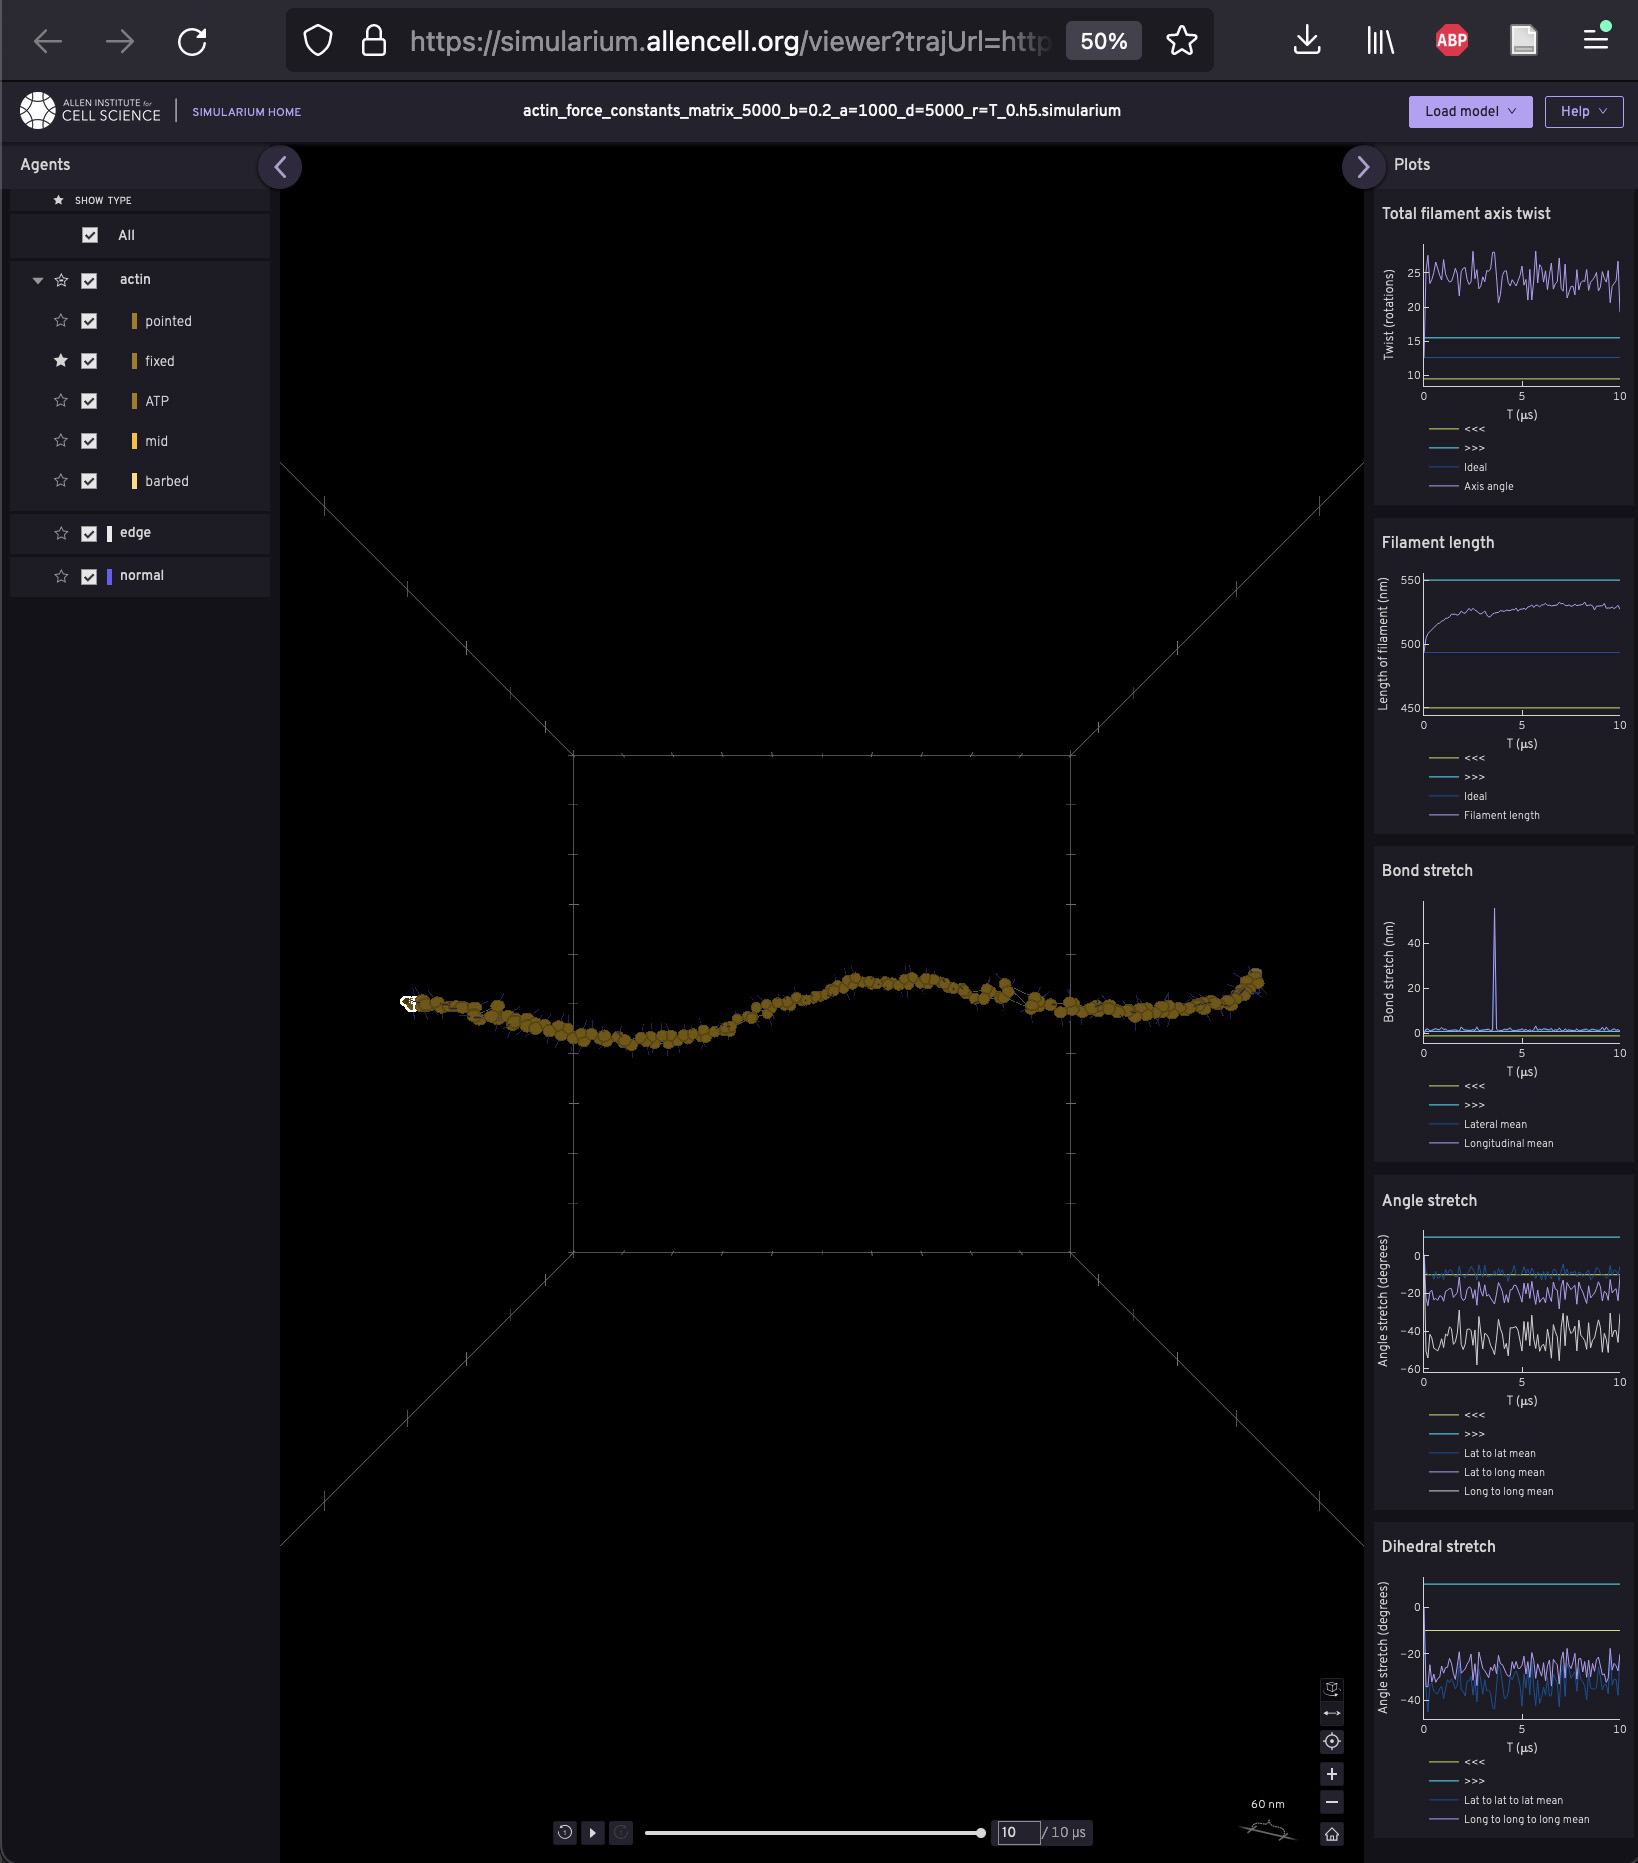 https://simularium.allencell.org/viewer?trajUrl=http
50%
ABP
ALLEN INSTITUTE for
CELL SCIENCE
SIMULARIUM HOME
actin_force_constants_matrix_5000_b=0.2_a=1000_d=5000_r=T_0.h5.simularium
Load model
Help
Agents
SHOW TYPE
All
actin
pointed
fixed
ATP
mid
barbed
edge
normal
60 nm
10 / 10 µs
Plots
Total filament axis twist
Twist (rotations)
25
20
15
10
0 5 10
T (µs)
<<<
>>>
Ideal
Axis angle
Filament length
Length of filament (nm)
550
500
450
0 5 10
T (µs)
<<<
>>>
Ideal
Filament length
Bond stretch
Bond stretch (nm)
40
20
0
0 5 10
T (µs)
<<<
>>>
Lateral mean
Longitudinal mean
Angle stretch
Angle stretch (degrees)
0
−20
−40
−60
0 5 10
T (µs)
<<<
>>>
Lat to lat mean
Lat to long mean
Long to long mean
Dihedral stretch
Angle stretch (degrees)
0
−20
−40
0 5 10
T (µs)
<<<
>>>
Lat to lat to lat mean
Long to long to long mean